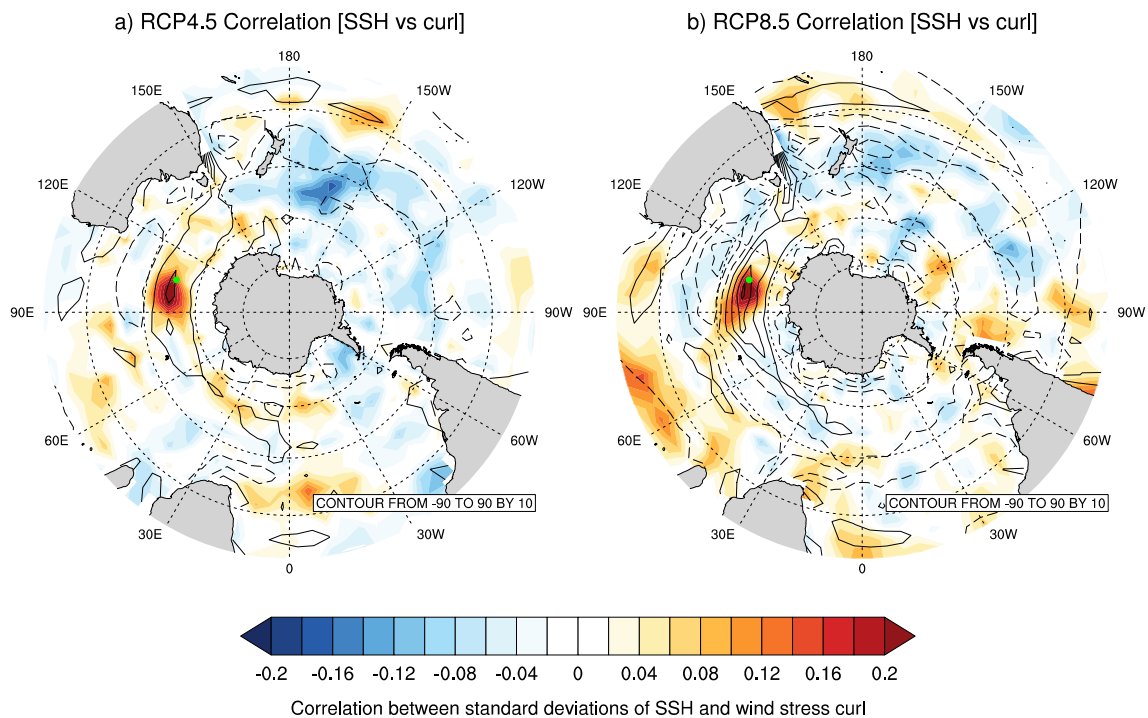 a) RCP4.5 Correlation [SSH vs curl]
b) RCP8.5 Correlation [SSH vs curl]
180
150E
150W
120E
120W
90E
90W
60E
60W
30E
30W
0
CONTOUR FROM -90 TO 90 BY 10
180
150E
150W
120E
120W
90E
90W
60E
60W
30E
30W
0
CONTOUR FROM -90 TO 90 BY 10
-0.2 -0.16 -0.12 -0.08 -0.04 0 0.04 0.08 0.12 0.16 0.2
Correlation between standard deviations of SSH and wind stress curl